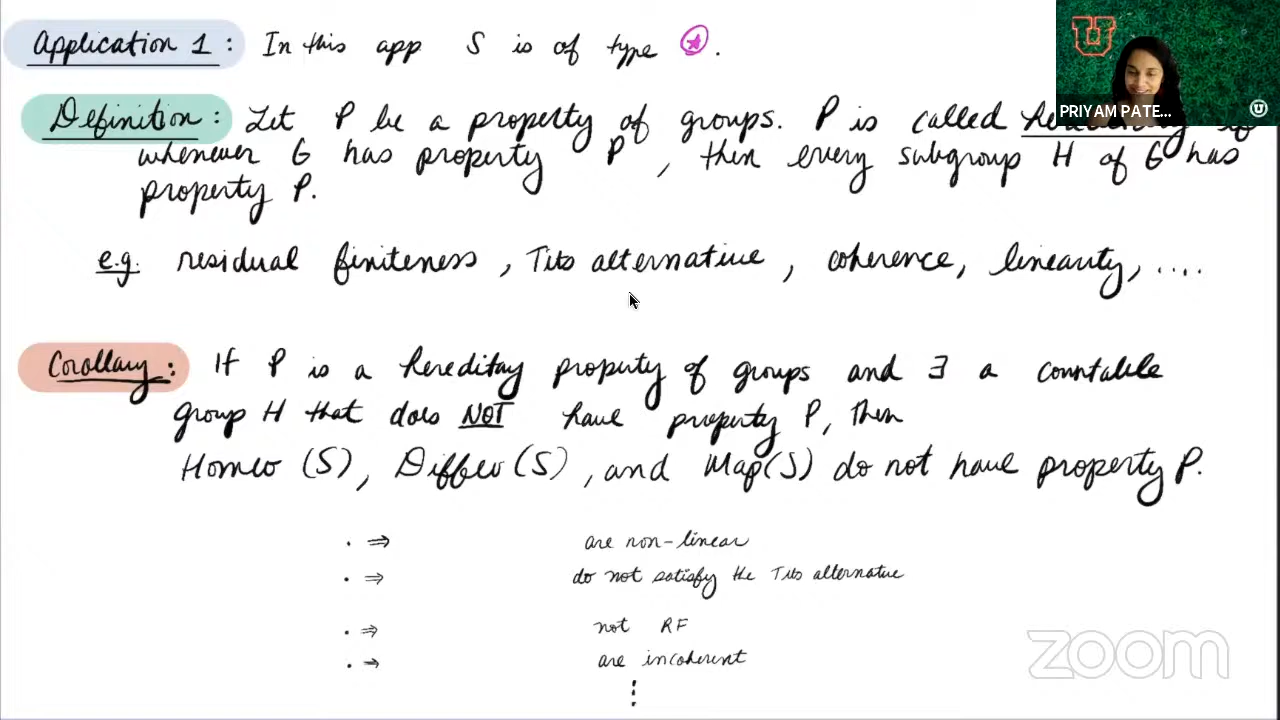 Application 1 : In this app S is of type ⊛.
PRIYAM PATE...
Definition : Let P be a property of groups. P is called hereditary if
whenever G has property P , then every subgroup H of G has
property P.
e.g. residual finiteness , Tits alternative , coherence, linearity, ....
Corollary : If P is a hereditay property of groups and ∃ a countable
group H that does NOT have property P, then
Homeo (S), Diffeo (S) , and Map(S) do not have property P.
· ⇒ are non-linear
· ⇒ do not satisfy the Tits alternative
· ⇒ not RF
· ⇒ are incoherent
⋮
zoom